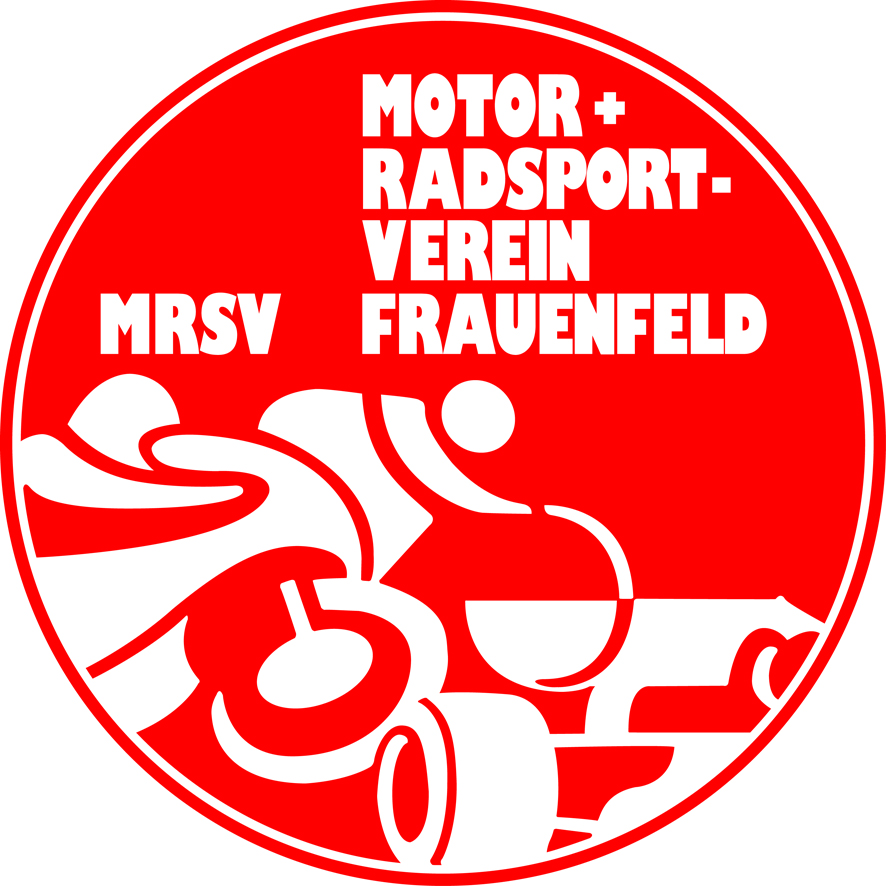 MOTOR +
RADSPORT-
VEREIN
MRSV FRAUENFELD